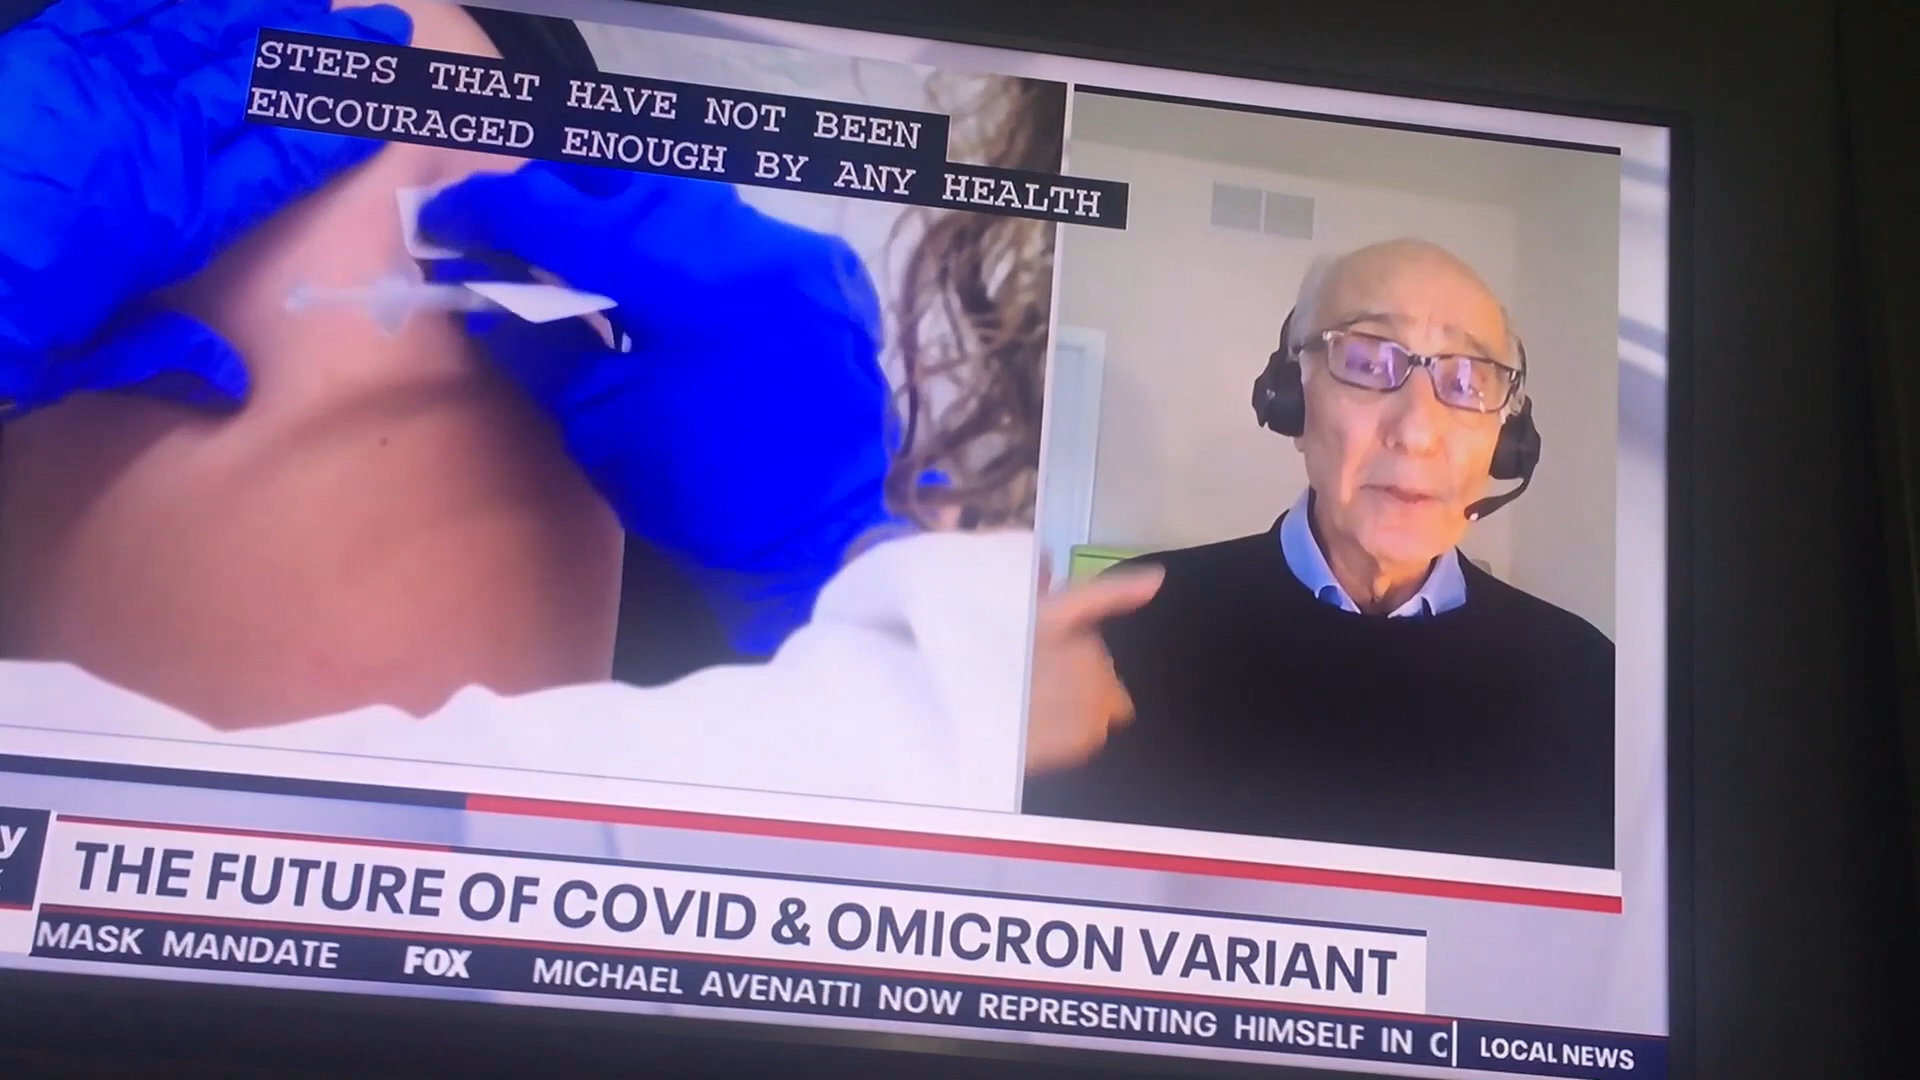 STEPS THAT HAVE NOT BEEN
ENCOURAGED ENOUGH BY ANY HEALTH
THE FUTURE OF COVID & OMICRON VARIANT
MASK MANDATE FOX MICHAEL AVENATTI NOW REPRESENTING HIMSELF IN C
LOCAL NEWS